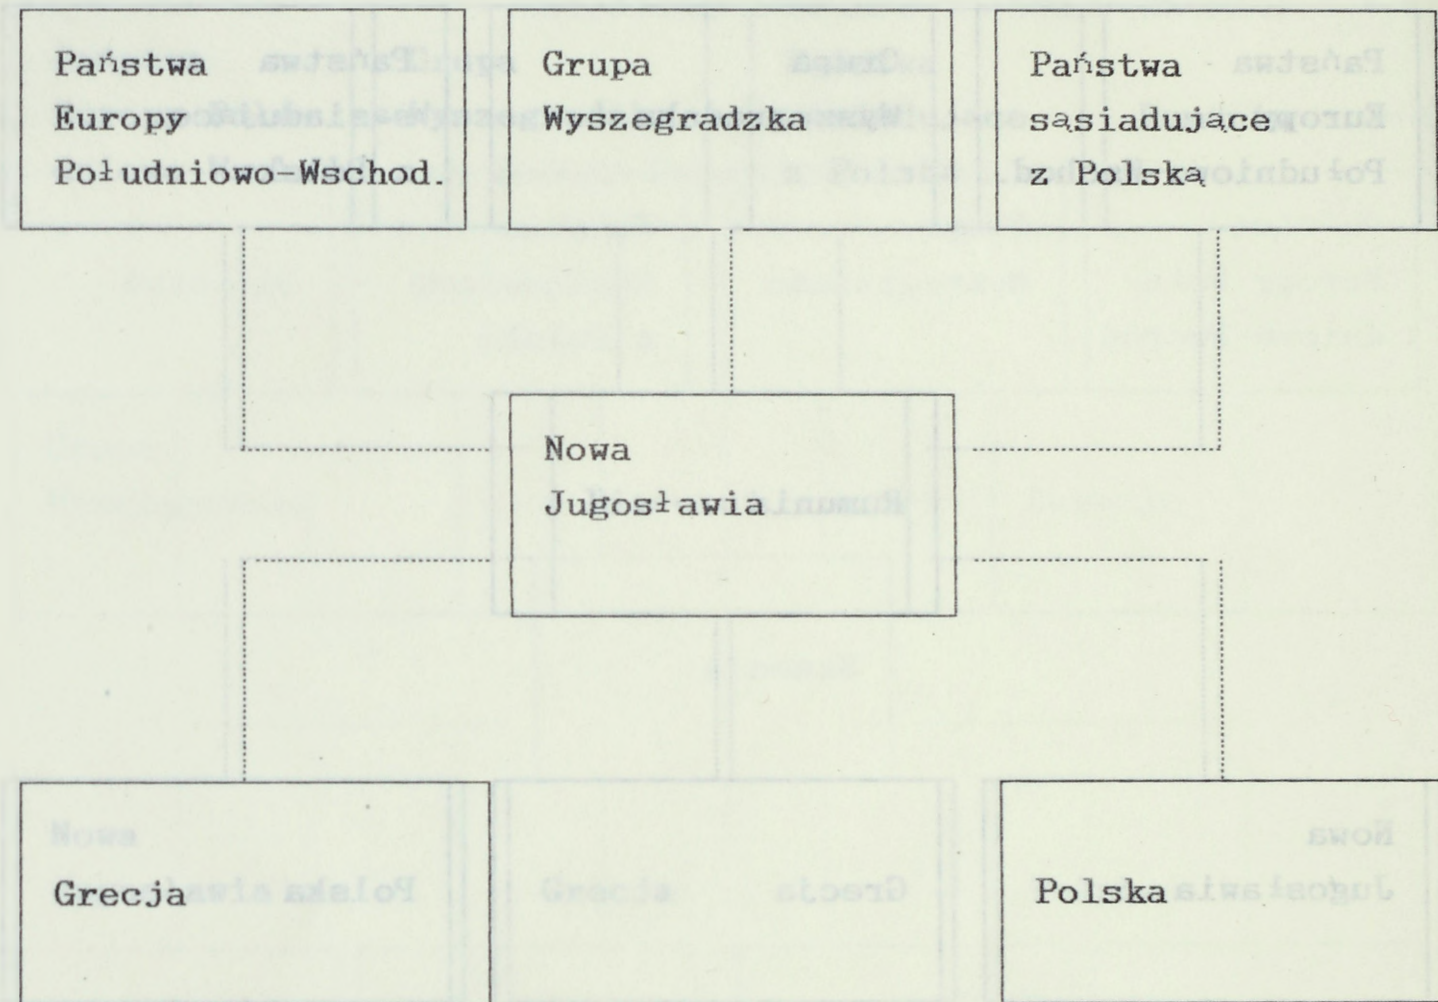 Państwa
Europy
Południowo-Wschod.
Grupa
Wyszegradzka
Państwa
sąsiadujące
z Polską
Nowa
Jugosławia
Grecja
Polska